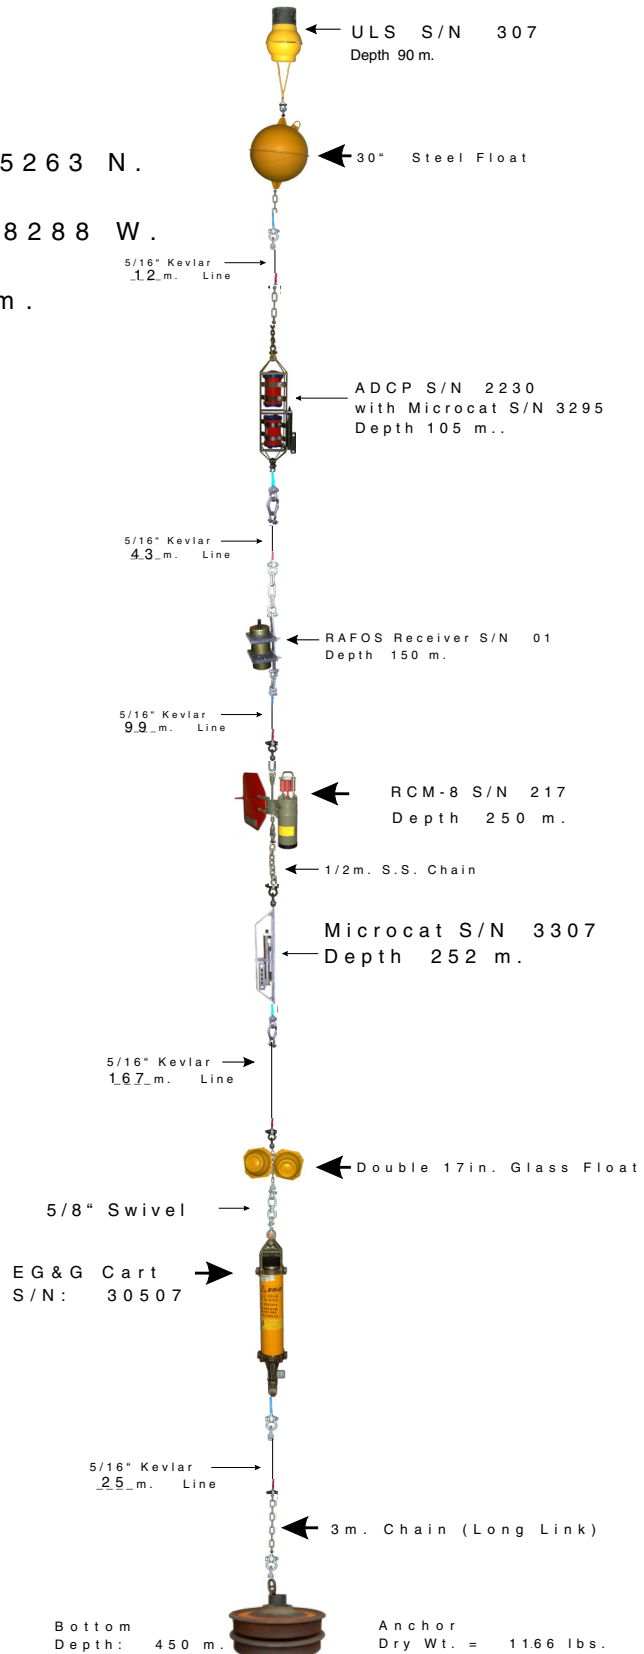 ULS S/N 307
Depth 90 m.
5263 N.
30" Steel Float
8288 W.
5/16" Kevlar
12 m. Line
m.
ADCP S/N 2230
with Microcat S/N 3295
Depth 105 m..
5/16" Kevlar
43 m. Line
RAFOS Receiver S/N 01
Depth 150 m.
5/16" Kevlar
99 m. Line
RCM-8 S/N 217
Depth 250 m.
1/2m. S.S. Chain
Microcat S/N 3307
Depth 252 m.
5/16" Kevlar
167 m. Line
Double 17in. Glass Float
5/8" Swivel
EG&G Cart
S/N: 30507
5/16" Kevlar
25 m. Line
3m. Chain (Long Link)
Bottom
Depth: 450 m.
Anchor
Dry Wt. = 1166 lbs.